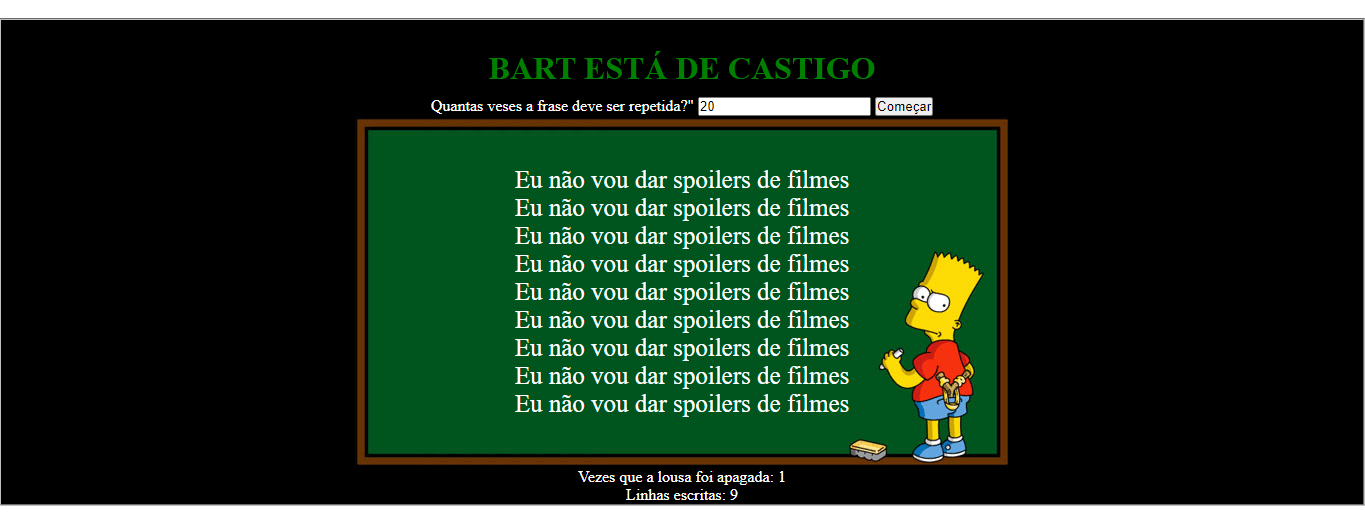 BART ESTÁ DE CASTIGO
Quantas veses a frase deve ser repetida?" 20 Começar
Eu não vou dar spoilers de filmes
Eu não vou dar spoilers de filmes
Eu não vou dar spoilers de filmes
Eu não vou dar spoilers de filmes
Eu não vou dar spoilers de filmes
Eu não vou dar spoilers de filmes
Eu não vou dar spoilers de filmes
Eu não vou dar spoilers de filmes
Eu não vou dar spoilers de filmes
Vezes que a lousa foi apagada: 1
Linhas escritas: 9